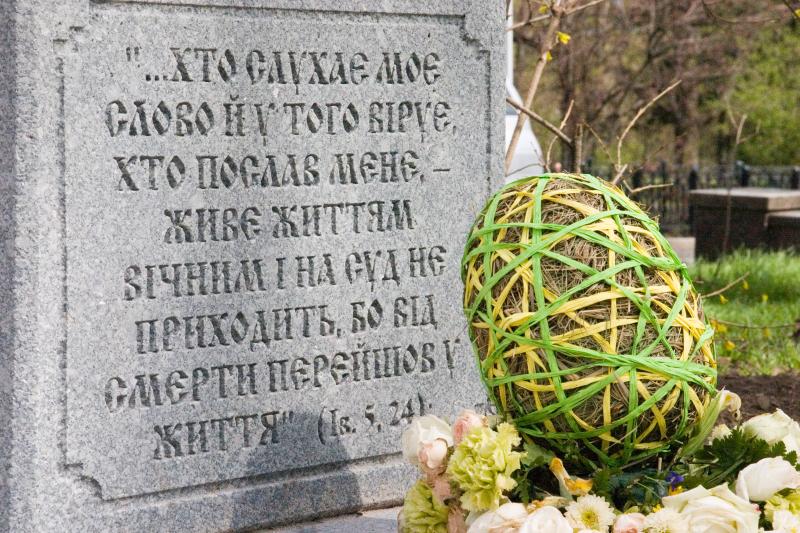 "...ХТО СЛУХАЄ МОЄ
СЛОВО Й У ТОГО ВІРУЄ,
ХТО ПОСЛАВ МЕНЕ, –
ЖИВЕ ЖИТТЯМ
ВІЧНИМ І НА СУД НЕ
ПРИХОДИТЬ, БО ВІД
СМЕРТИ ПЕРЕЙШОВ У
ЖИТТЯ" (Ів. 5, 24).